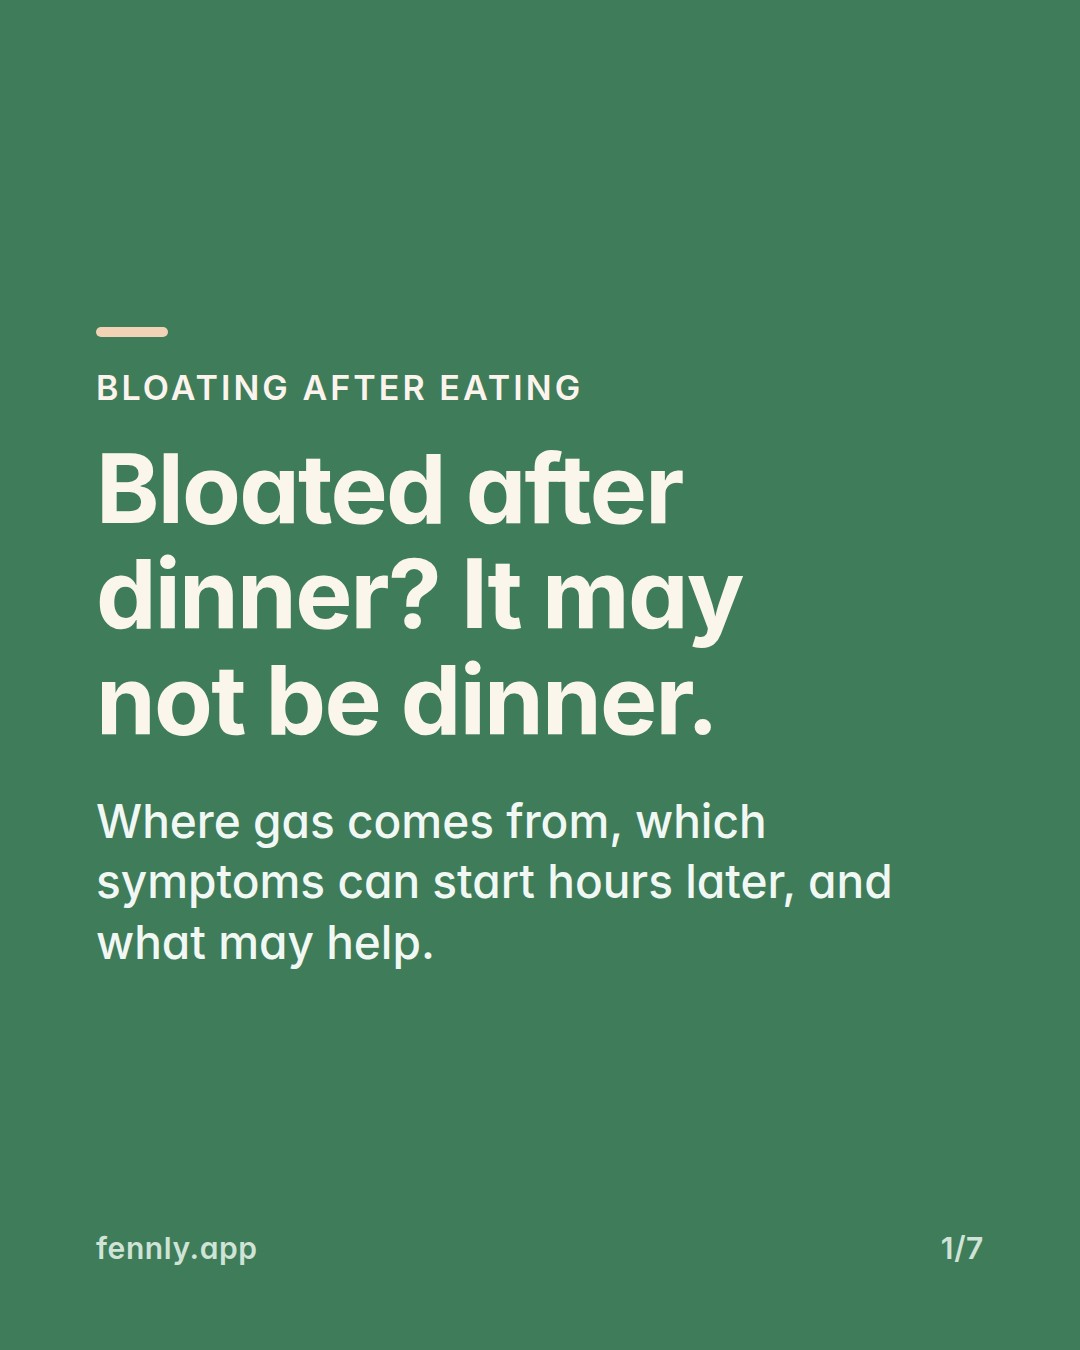 BLOATING AFTER EATING
Bloated after
dinner? It may
not be dinner.
Where gas comes from, which
symptoms can start hours later, and
what may help.
fennly.app
1/7